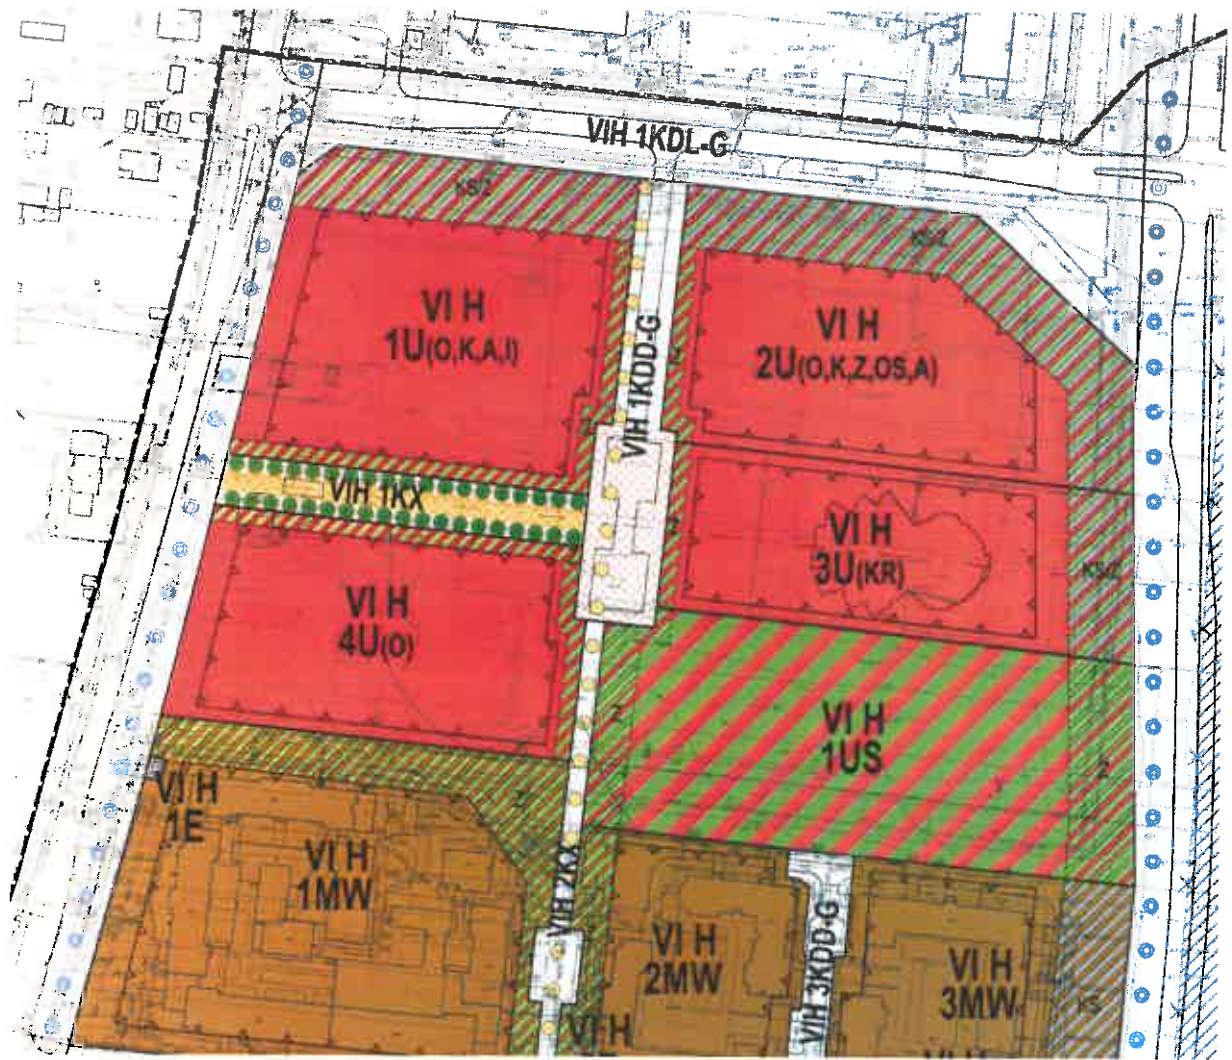 VIH 1KDL-G
KS/Z
KS/Z
VI H
1U(O,K,A,I)
VIH 1KDD-G
Z
VI H
2U(O,K,Z,OS,A)
VIH 1KX
VI H
3U(KR)
KS/Z
VI H
4U(O)
Z
VI H
1US
Z
VI H
1E
VI H
1MW
VIH 2KX
VI H
2MW
VIH 3KDD-G
VI H
3MW
KS
VI H